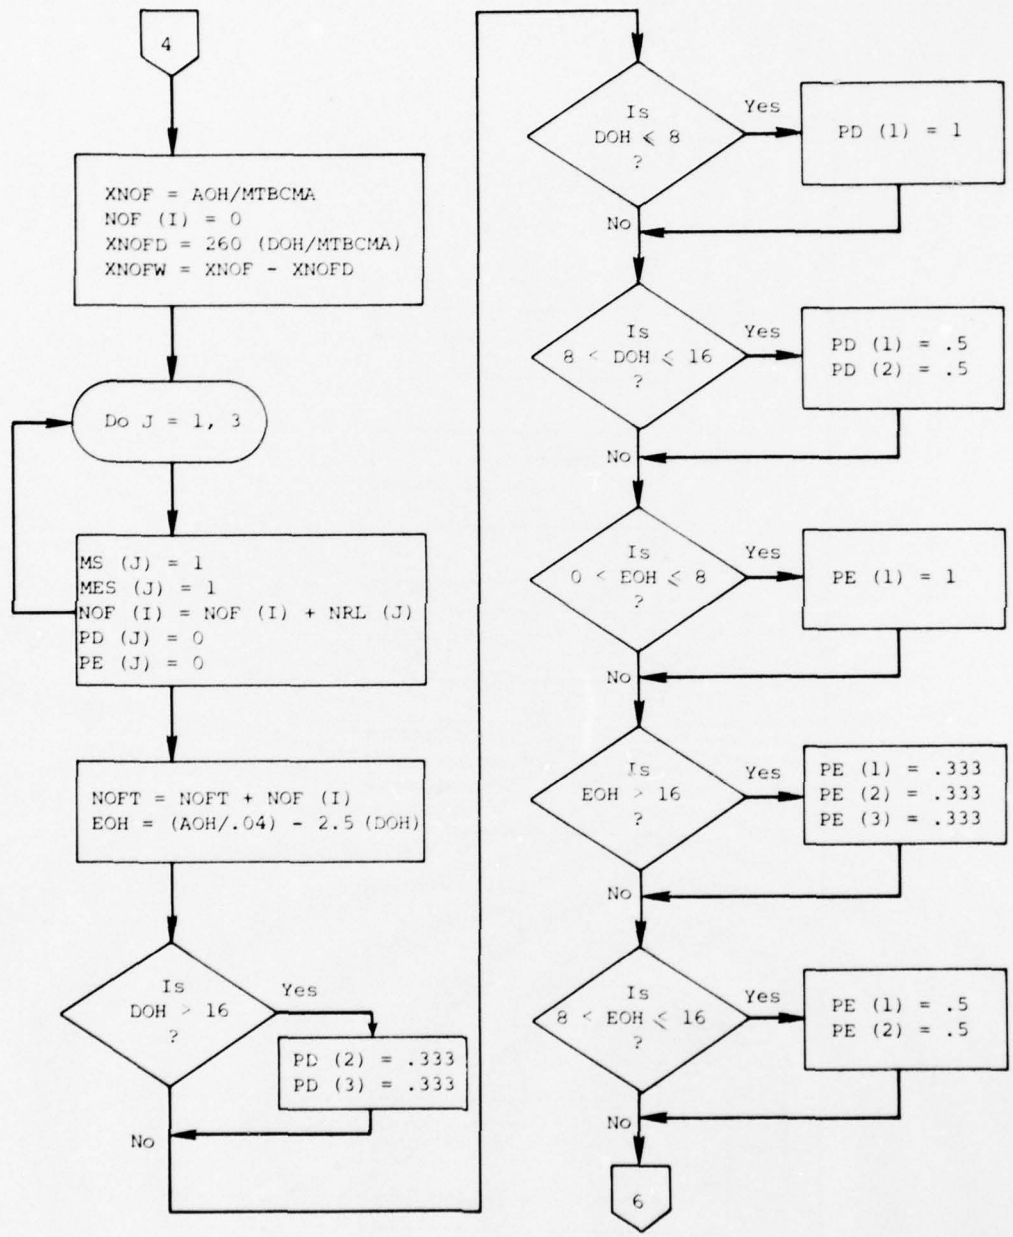 4
XNOF = AOH/MTBCMA
NOF (I) = 0
XNOFD = 260 (DOH/MTBCMA)
XNOFW = XNOF - XNOFD
Do J = 1, 3
MS (J) = 1
MES (J) = 1
NOF (I) = NOF (I) + NRL (J)
PD (J) = 0
PE (J) = 0
NOFT = NOFT + NOF (I)
EOH = (AOH/.04) - 2.5 (DOH)
Is
DOH > 16
?
Yes
PD (2) = .333
PD (3) = .333
No
Is
DOH ≤ 8
?
Yes
PD (1) = 1
No
Is
8 < DOH ≤ 16
?
Yes
PD (1) = .5
PD (2) = .5
No
Is
0 < EOH ≤ 8
?
Yes
PE (1) = 1
No
Is
EOH > 16
?
Yes
PE (1) = .333
PE (2) = .333
PE (3) = .333
No
Is
8 < EOH ≤ 16
?
Yes
PE (1) = .5
PE (2) = .5
No
6